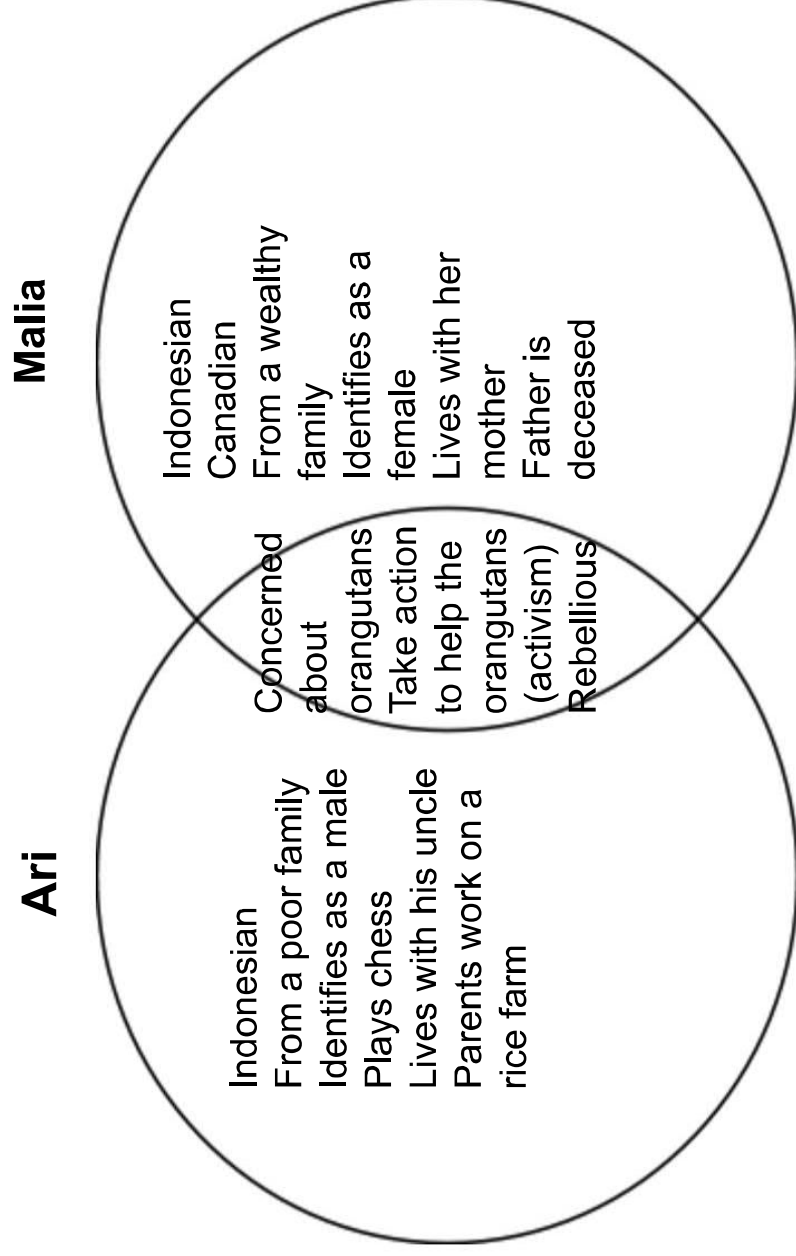 Ari
Malia
Indonesian
From a poor family
Identifies as a male
Plays chess
Lives with his uncle
Parents work on a
rice farm
Concerned
about
orangutans
Take action
to help the
orangutans
(activism)
Rebellious
Indonesian
Canadian
From a wealthy
family
Identifies as a
female
Lives with her
mother
Father is
deceased